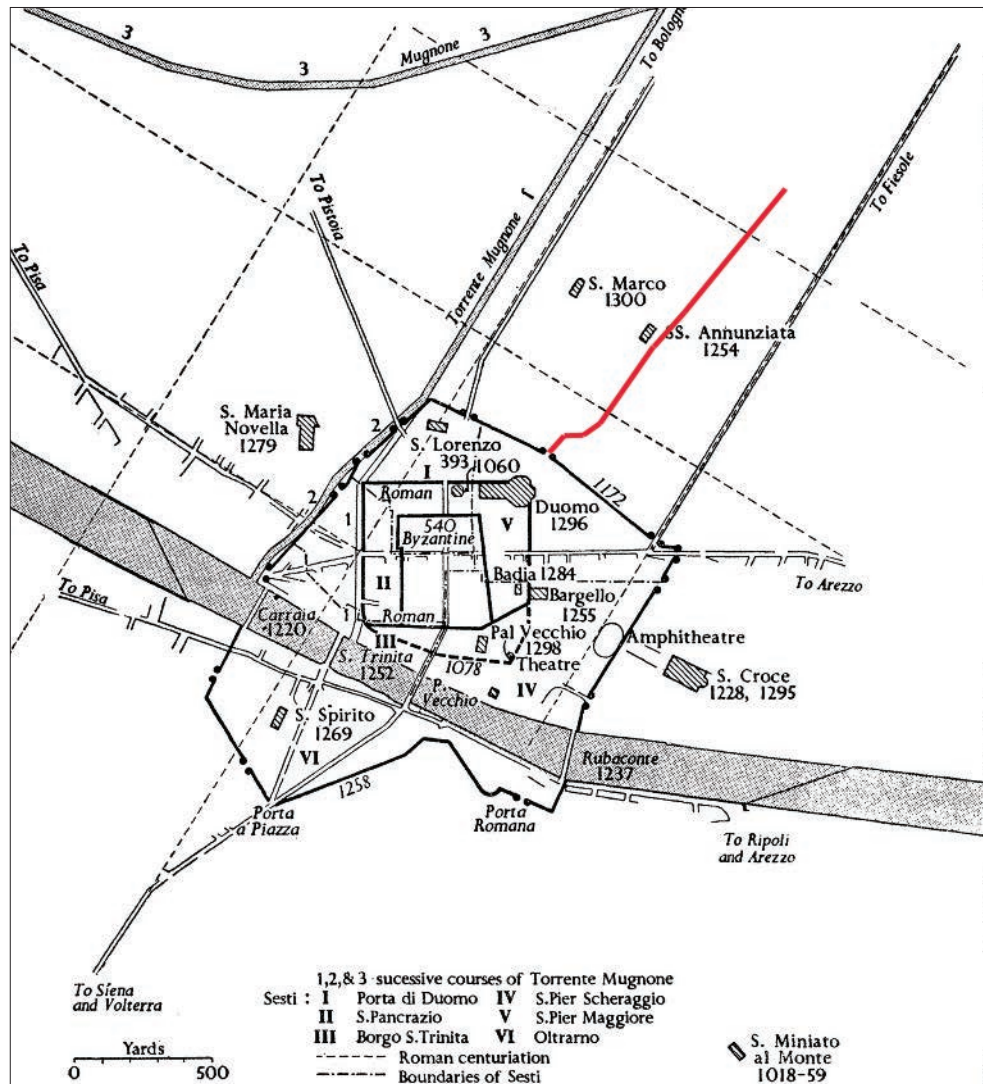 3
3
Mugnone
3
To Bologn
To Fiesole
To Pistoia
Torrente Mugnone 1
To Pisa
S. Marco
1300
SS. Annunziata
1254
S. Maria
Novella
1279
2
2
S. Lorenzo
393
1060
I
Roman
1172
1
Duomo
1296
V
540
Byzantine
II
Badia 1284
Bargello
1255
To Arezzo
To Pisa
Carraia
1220
1
Roman
III
Pal Vecchio
1298
Amphitheatre
S. Trinita
1252
1078
Theatre
P.
Vecchio
IV
S. Croce
1228, 1295
S. Spirito
1269
VI
Rubaconte
1237
1258
Porta
a Piazza
Porta
Romana
To Ripoli
and Arezzo
To Siena
and Volterra
1,2,& 3 sucessive courses of Torrente Mugnone
Sesti : I Porta di Duomo IV S.Pier Scheraggio
II S.Pancrazio V S.Pier Maggiore
III Borgo S.Trinita VI Oltrarno
Roman centuriation
Boundaries of Sesti
Yards
0 500
S. Miniato
al Monte
1018-59